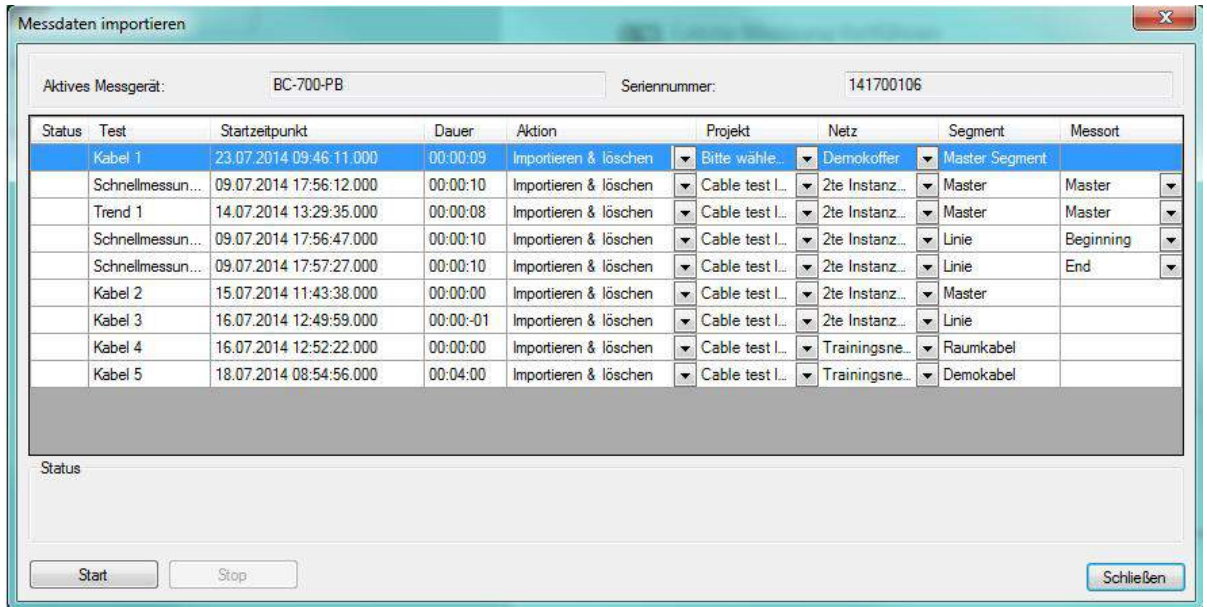 Messdaten importieren
Aktives Messgerät: BC-700-PB Seriennummer: 141700106
Status Test Startzeitpunkt Dauer Aktion Projekt Netz Segment Messort
Kabel 1 23.07.2014 09:46:11.000 00:00:09 Importieren & löschen Bitte wähle... Demokoffer Master Segment
Schnellmessun... 09.07.2014 17:56:12.000 00:00:10 Importieren & löschen Cable test l... 2te Instanz... Master Master
Trend 1 14.07.2014 13:29:35.000 00:00:08 Importieren & löschen Cable test l... 2te Instanz... Master Master
Schnellmessun... 09.07.2014 17:56:47.000 00:00:10 Importieren & löschen Cable test l... 2te Instanz... Linie Beginning
Schnellmessun... 09.07.2014 17:57:27.000 00:00:10 Importieren & löschen Cable test l... 2te Instanz... Linie End
Kabel 2 15.07.2014 11:43:38.000 00:00:00 Importieren & löschen Cable test l... 2te Instanz... Master
Kabel 3 16.07.2014 12:49:59.000 00:00:-01 Importieren & löschen Cable test l... 2te Instanz... Linie
Kabel 4 16.07.2014 12:52:22.000 00:00:00 Importieren & löschen Cable test l... Trainingsne... Raumkabel
Kabel 5 18.07.2014 08:54:56.000 00:04:00 Importieren & löschen Cable test l... Trainingsne... Demokabel
Status
Start Stop Schließen